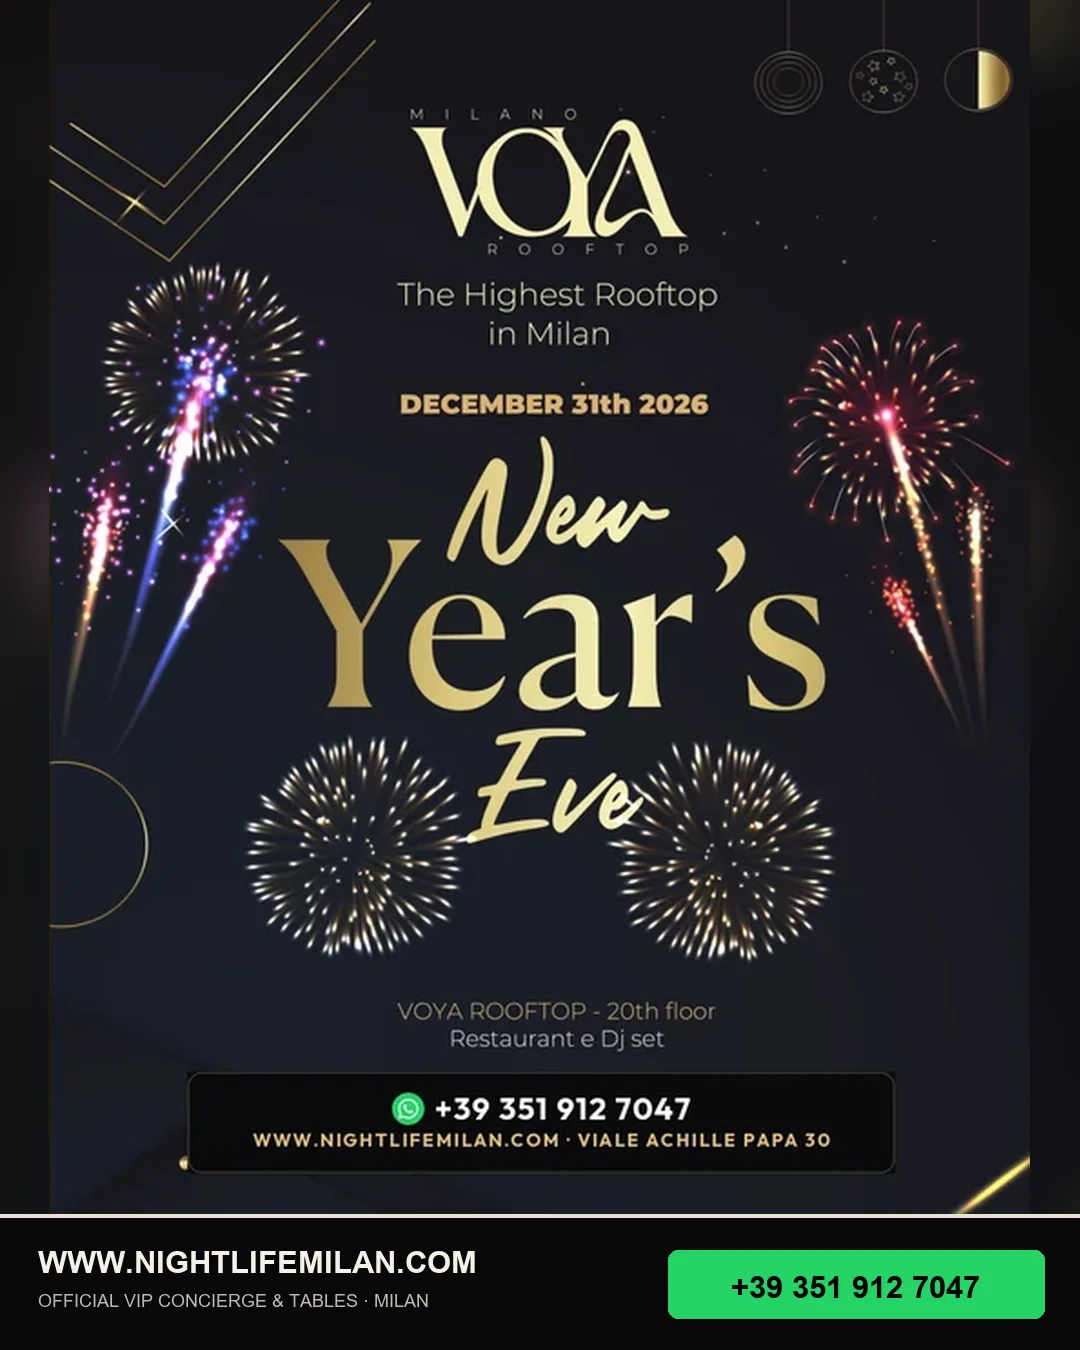 MILANO
VOYA
ROOFTOP
The Highest Rooftop
in Milan
DECEMBER 31th 2026
New
Year's
Eve
VOYA ROOFTOP - 20th floor
Restaurant e Dj set
+39 351 912 7047
WWW.NIGHTLIFEMILAN.COM · VIALE ACHILLE PAPA 30
WWW.NIGHTLIFEMILAN.COM
OFFICIAL VIP CONCIERGE & TABLES · MILAN
+39 351 912 7047